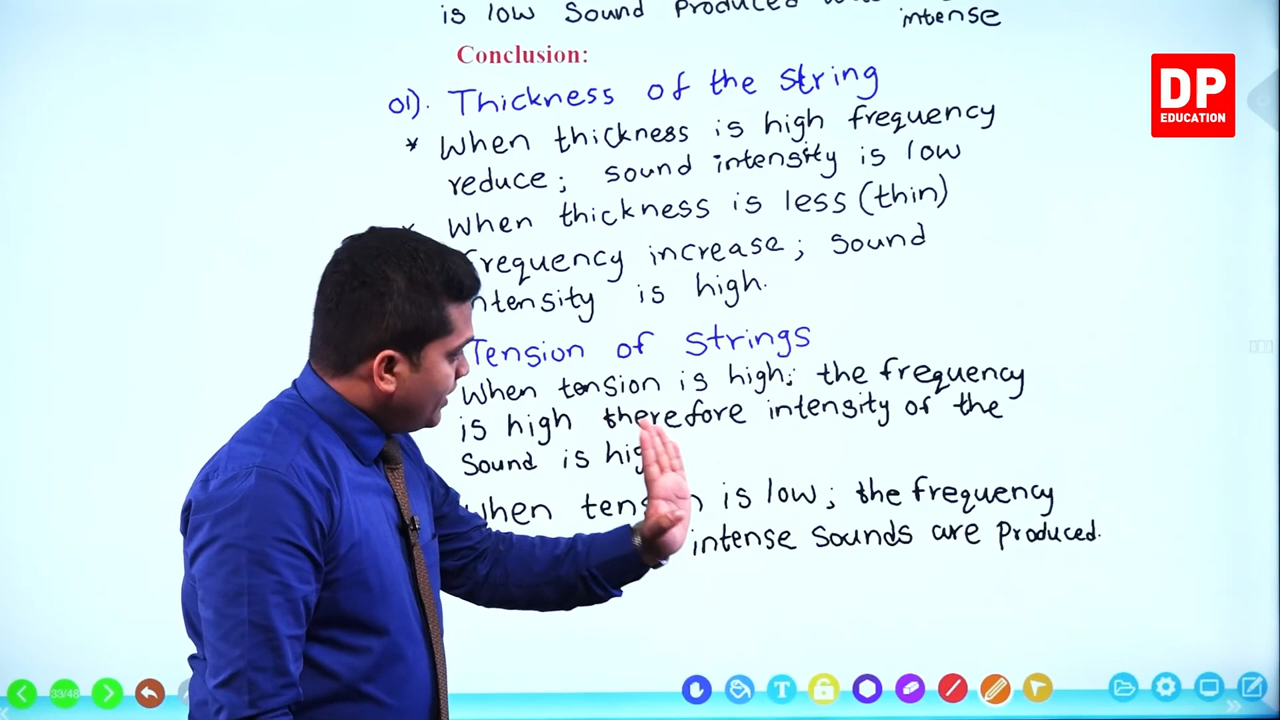 is low Sound Produced
intense
Conclusion:
01). Thickness of the string
* When thickness is high frequency
reduce; sound intensity is low
* When thickness is less (thin)
frequency increase; sound
intensity is high.
Tension of Strings
When tension is high; the frequency
is high therefore intensity of the
Sound is hig
When ten is low; the frequency
intense sounds are produced.
DP
EDUCATION
33/48
T